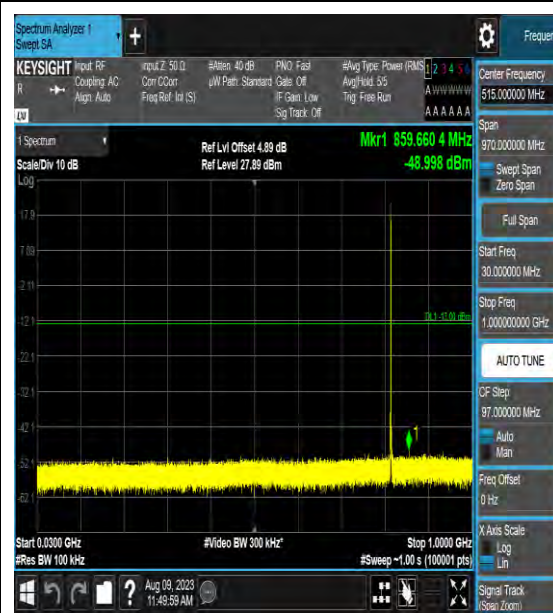 Spectrum Analyzer 1
Swept SA
+
Frequen
KEYSIGHT
R
Input: RF
Coupling: AC
Align: Auto
Input Z: 50 Ω
Corr CCorr
Freq Ref: Int (S)
#Atten: 40 dB
µW Path: Standard
PNO: Fast
Gate: Off
IF Gain: Low
Sig Track: Off
#Avg Type: Power (RMS
Avg|Hold: 5/5
Trig: Free Run
1 2 3 4 5 6
A W W W W W
A A A A A A
LXI
1 Spectrum
Scale/Div 10 dB
Log
Ref Lvl Offset 4.89 dB
Ref Level 27.89 dBm
Mkr1 859.660 4 MHz
-48.998 dBm
17.9
7.89
-2.11
-12.1
-22.1
-32.1
-42.1
-52.1
-62.1
DL1 -13.00 dBm
1
Start 0.0300 GHz
#Res BW 100 kHz
#Video BW 300 kHz*
Stop 1.0000 GHz
#Sweep ~1.00 s (100001 pts)
Center Frequency
515.000000 MHz
Span
970.000000 MHz
Swept Span
Zero Span
Full Span
Start Freq
30.000000 MHz
Stop Freq
1.000000000 GHz
AUTO TUNE
CF Step
97.000000 MHz
Auto
Man
Freq Offset
0 Hz
X Axis Scale
Log
Lin
Signal Track
(Span Zoom)
?
Aug 09, 2023
11:49:59 AM